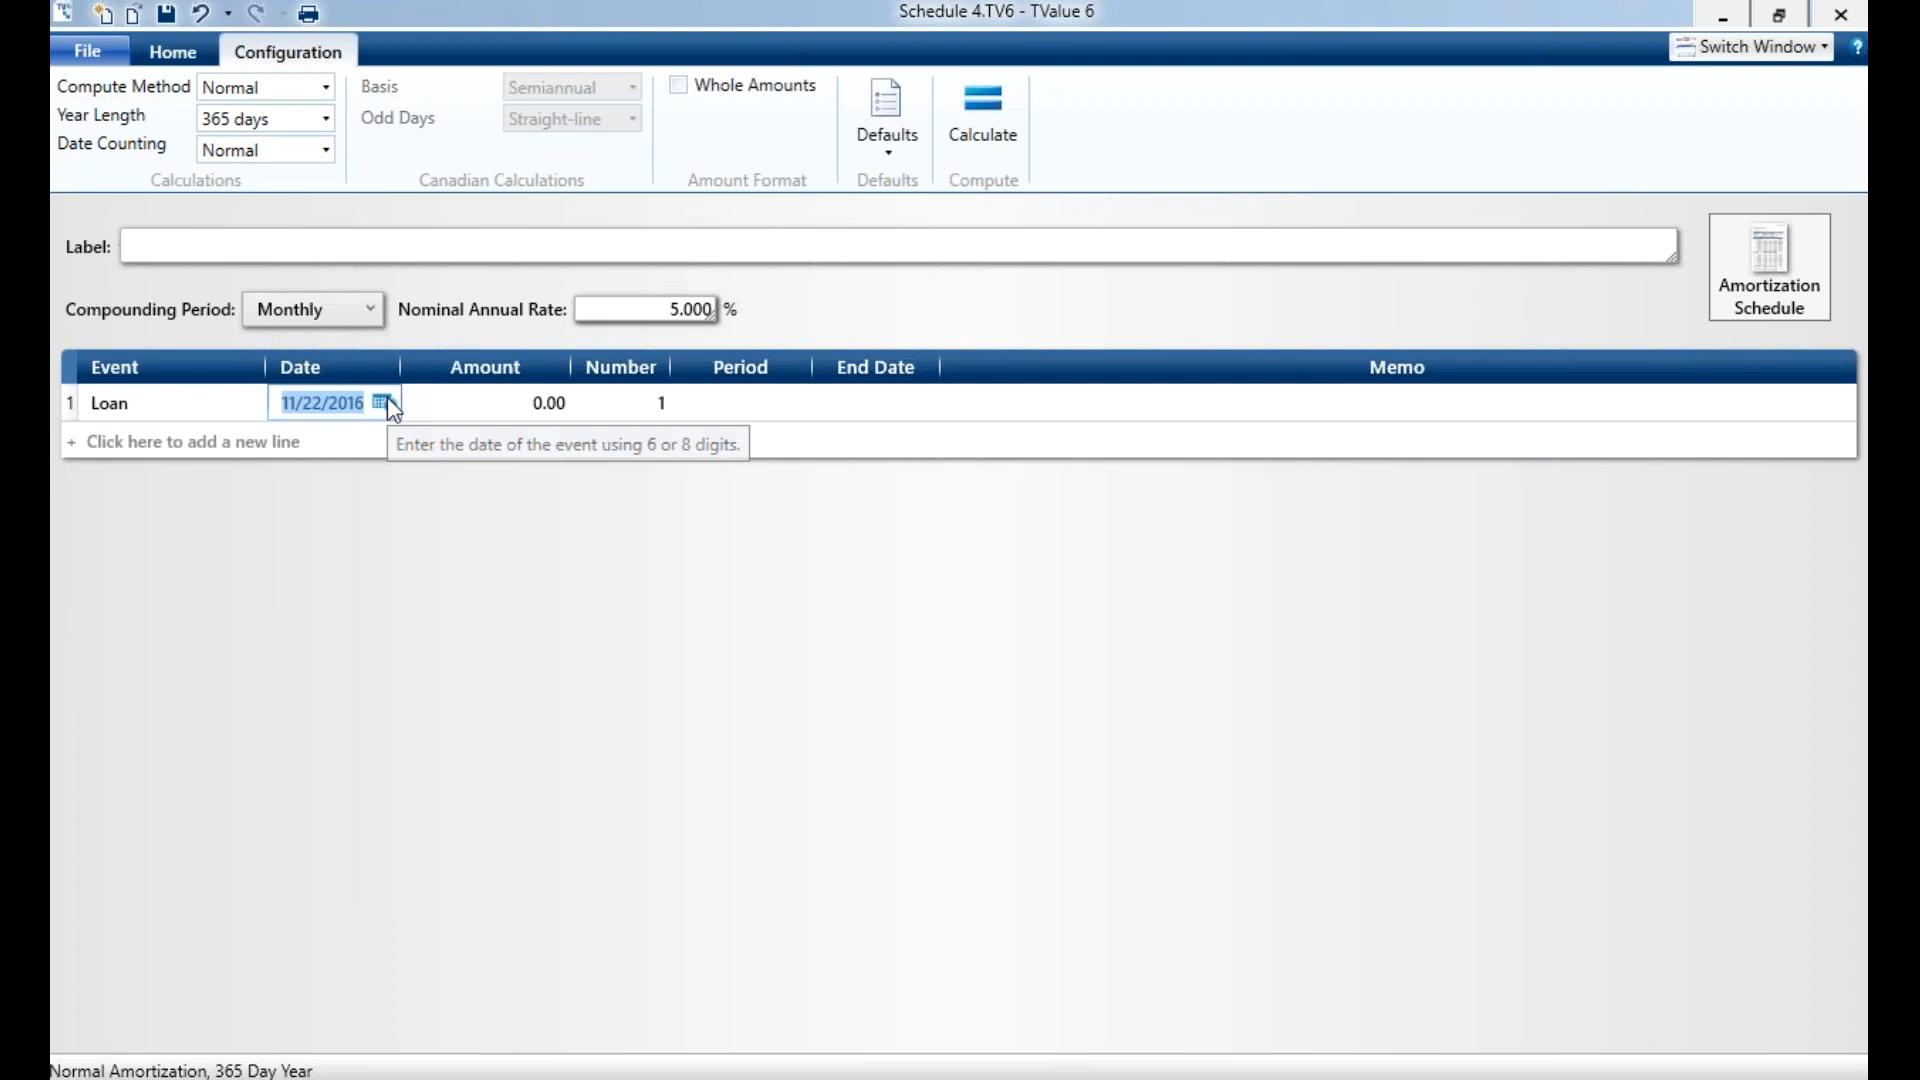 Schedule 4.TV6 - TValue 6
File Home Configuration Switch Window ?
Compute Method Normal Basis Semiannual Whole Amounts
Year Length 365 days Odd Days Straight-line Defaults Calculate
Date Counting Normal
Calculations Canadian Calculations Amount Format Defaults Compute
Label:
Amortization
Schedule
Compounding Period: Monthly Nominal Annual Rate: 5.000 %
Event Date Amount Number Period End Date Memo
1 Loan 11/22/2016 0.00 1
+ Click here to add a new line
Enter the date of the event using 6 or 8 digits.
Normal Amortization, 365 Day Year